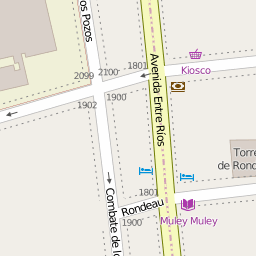 os Pozos
2099
2100
1801
Kiosco
1902
1900
Avenida Entre Ríos
Torre
de Rond
1801
Rondeau
Muley Muley
1900
Combate de lo